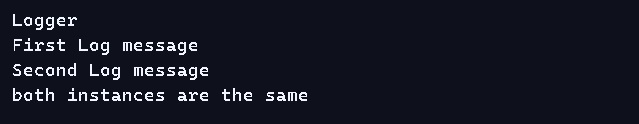 Logger
First Log message
Second Log message
both instances are the same